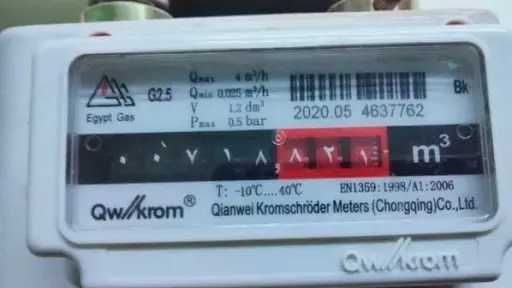 Egypt Gas
G2.5
Qmax 4 m³/h
Qmin 0.025 m³/h
V 1.2 dm³
Pmax 0.5 bar
2020.05 4637762
Bk
m³
T: -10℃....40℃
EN1359:1998/A1:2006
Qw//krom®
Qianwei Kromschröder Meters (Chongqing)Co.,Ltd.
Qw//krom